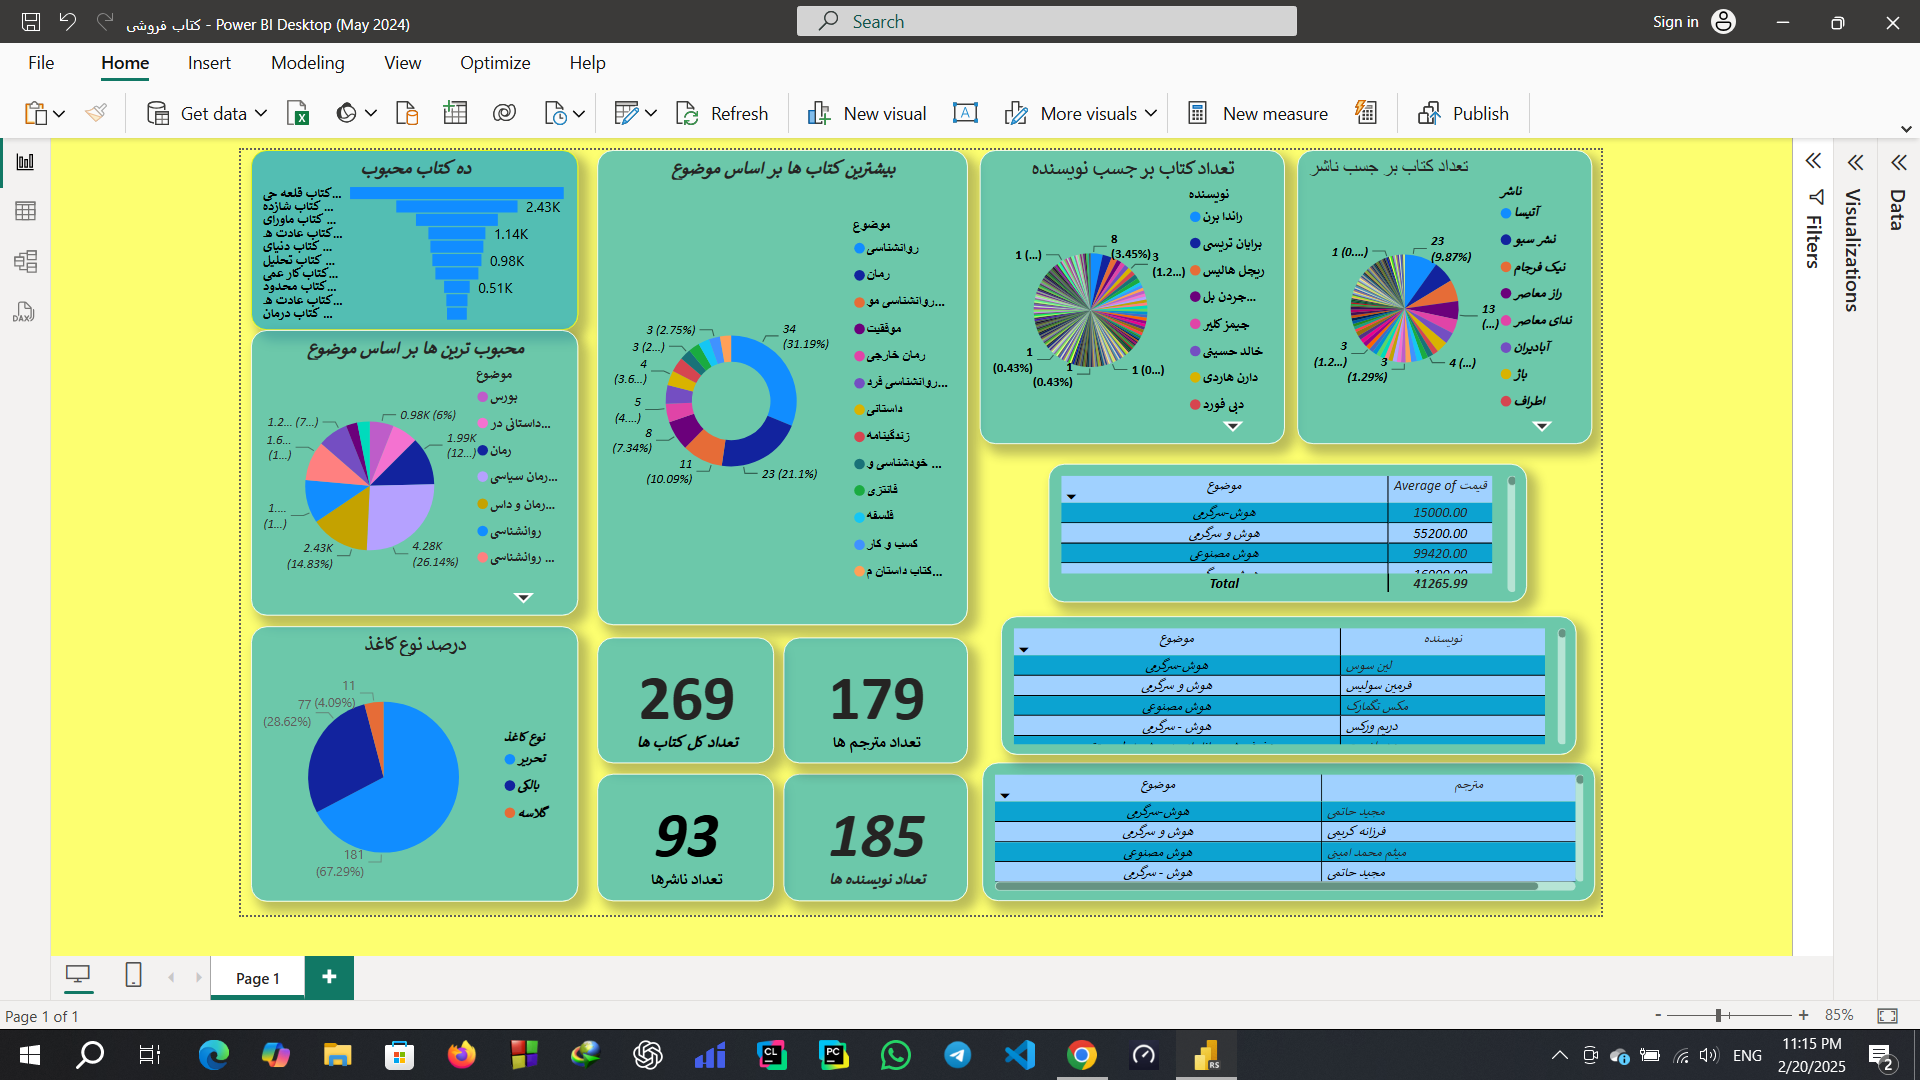 کتاب فروشی - Power BI Desktop (May 2024)
Search
Sign in
File
Home
Insert
Modeling
View
Optimize
Help
Get data
Refresh
New visual
More visuals
New measure
Publish
ده کتاب محبوب
کتاب قلعه حی...
کتاب شازده ...
کتاب ماورای ...
کتاب عادت ه...
کتاب دنیای ...
کتاب تحلیل ...
کتاب کار عمی...
کتاب محدود ...
کتاب عادت ه...
کتاب درمان ...
2.43K
1.14K
0.98K
0.51K
محبوب ترین ها بر اساس موضوع
موضوع
بورس
داستانی در...
رمان
رمان سیاسی...
رمان و داس...
روانشناسی
روانشناسی ...
0.98K (6%)
1.99K
(12...)
4.28K
(26.14%)
2.43K
(14.83%)
1....
(1...)
1.6...
(1...)
1.2... (7...)
درصد نوع کاغذ
11
(4.09%)
77
(28.62%)
181
(67.29%)
نوع کاغذ
تحریر
بالکی
گلاسه
بیشترین کتاب ها بر اساس موضوع
موضوع
روانشناسی
رمان
روانشناسی مو...
موفقیت
رمان خارجی
روانشناسی فرد...
داستانی
زندگینامه
خودشناسی و ...
فانتزی
فلسفه
کسب و کار
کتاب داستان م...
34
(31.19%)
23 (21.1%)
11
(10.09%)
8
(7.34%)
5
(4....)
4
(3.6...)
3 (2...)
3 (2.75%)
269
تعداد کل کتاب ها
179
تعداد مترجم ها
93
تعداد ناشرها
185
تعداد نویسنده ها
تعداد کتاب بر جسب نویسنده
نویسنده
راندا برن
برایان تریسی
ریچل هالیس
جردن بل...
جیمز کلیر
خالد حسینی
دارن هاردی
دبی فورد
8
(3.45%)
3
(1.2...)
1 (0...)
1
(0.43%)
1
(0.43%)
1 (...)
تعداد کتاب بر جسب ناشر
ناشر
آتیسا
نشر سبو
نیک فرجام
راز معاصر
ندای معاصر
آبادیران
باژ
اطراف
23
(9.87%)
13
(...)
4 (...)
3
(1.29%)
3
(1.2...)
1 (0....)
موضوع
Average of قیمت
هوش-سرگرمی
15000.00
هوش و سرگرمی
55200.00
هوش مصنوعی
99420.00
Total
41265.99
موضوع
نویسنده
هوش-سرگرمی
لین سوس
هوش و سرگرمی
فرمین سولیس
هوش مصنوعی
مکس تگمارک
هوش - سرگرمی
دریم ورکس
موضوع
مترجم
هوش-سرگرمی
مجید حاتمی
هوش و سرگرمی
فرزانه کریمی
هوش مصنوعی
میثم محمد امینی
هوش - سرگرمی
مجید حاتمی
Filters
Visualizations
Data
Page 1
Page 1 of 1
85%
ENG
11:15 PM
2/20/2025
2